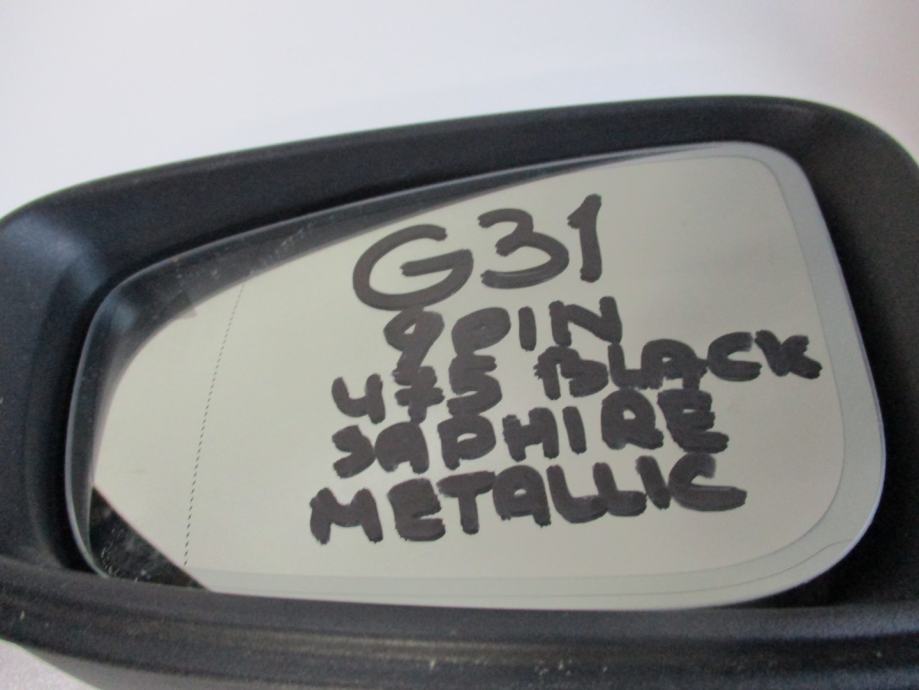 G31
9PIN
475 BLACK
SAPHIRE
METALLIC